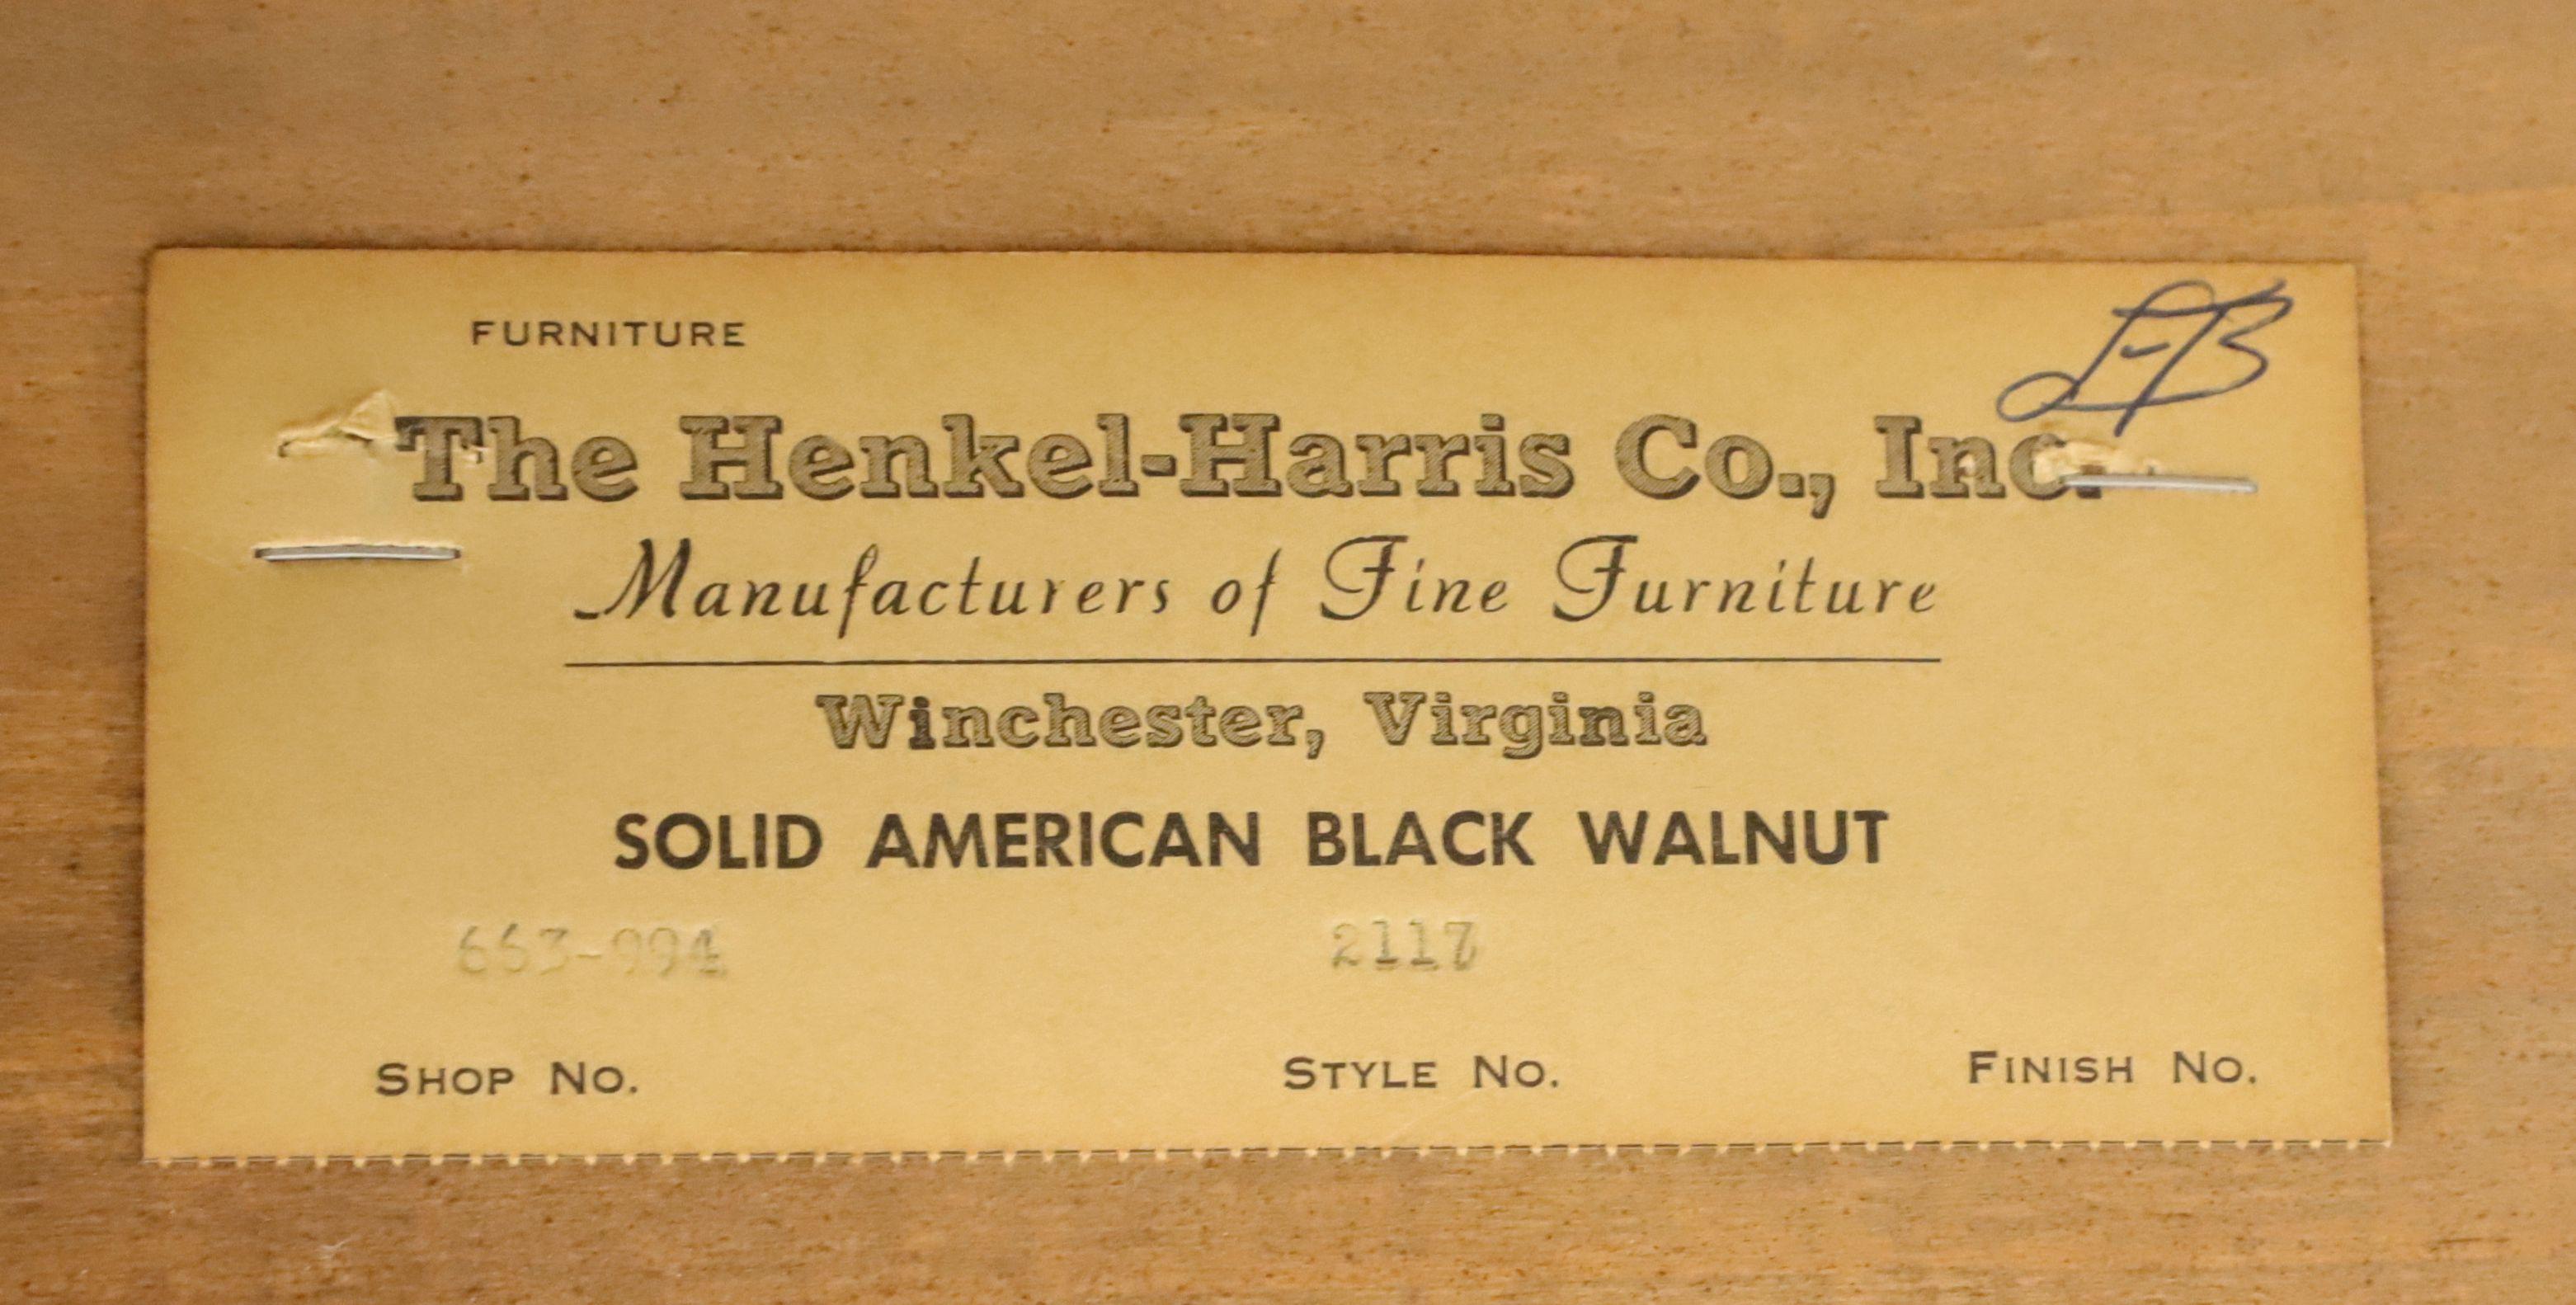 FURNITURE
The Henkel-Harris Co., Inc.
Manufacturers of Fine Furniture
Winchester, Virginia
SOLID AMERICAN BLACK WALNUT
663-994 2117
SHOP NO. STYLE NO. FINISH NO.